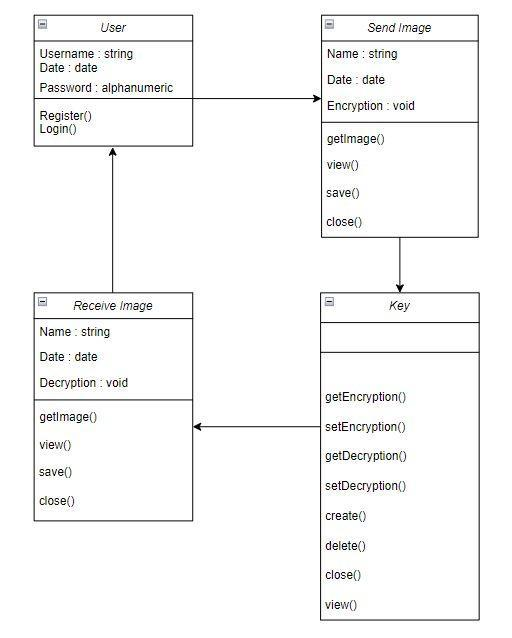 User
Username : string
Date : date
Password : alphanumeric
Register()
Login()
Send Image
Name : string
Date : date
Encryption : void
getImage()
view()
save()
close()
Receive Image
Name : string
Date : date
Decryption : void
getImage()
view()
save()
close()
Key
getEncryption()
setEncryption()
getDecryption()
setDecryption()
create()
delete()
close()
view()